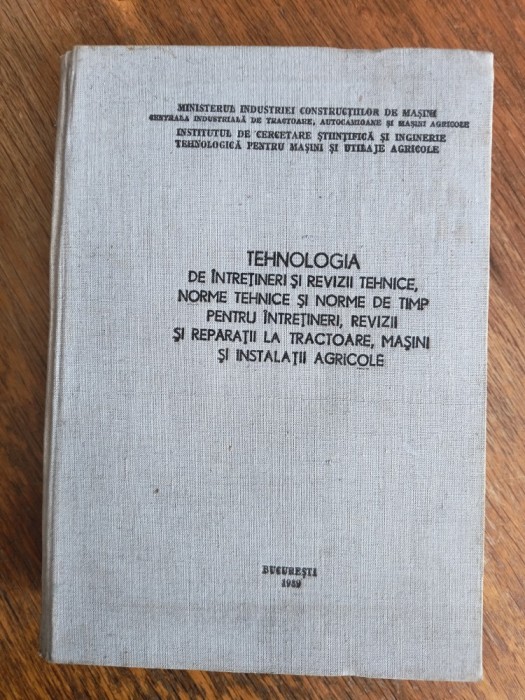 MINISTERUL INDUSTRIEI CONSTRUCȚIILOR DE MAȘINI
CENTRALA INDUSTRIALĂ DE TRACTOARE, AUTOCAMIOANE ȘI MAȘINI AGRICOLE
INSTITUTUL DE CERCETARE ȘTIINȚIFICĂ ȘI INGINERIE
TEHNOLOGICĂ PENTRU MAȘINI ȘI UTILAJE AGRICOLE
TEHNOLOGIA
DE ÎNTREȚINERI ȘI REVIZII TEHNICE,
NORME TEHNICE ȘI NORME DE TIMP
PENTRU ÎNTREȚINERI, REVIZII
ȘI REPARAȚII LA TRACTOARE, MAȘINI
ȘI INSTALAȚII AGRICOLE
BUCUREȘTI
1989